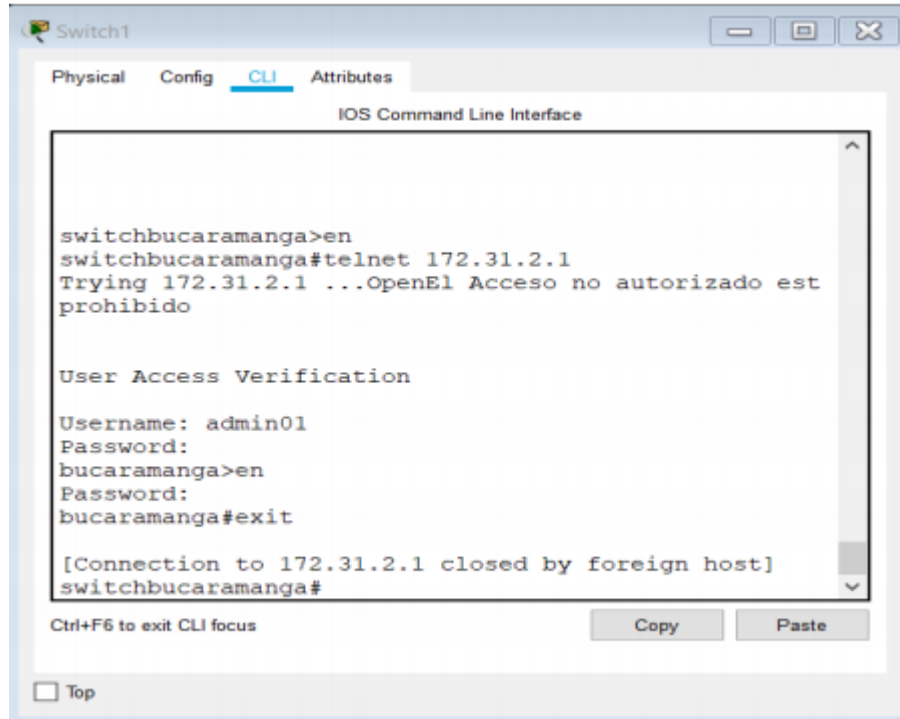 Switch1
Physical Config CLI Attributes
IOS Command Line Interface
switchbucaramanga>en
switchbucaramanga#telnet 172.31.2.1
Trying 172.31.2.1 ...OpenEl Acceso no autorizado est
prohibido
User Access Verification
Username: admin01
Password:
bucaramanga>en
Password:
bucaramanga#exit
[Connection to 172.31.2.1 closed by foreign host]
switchbucaramanga#
Ctrl+F6 to exit CLI focus
Copy Paste
Top